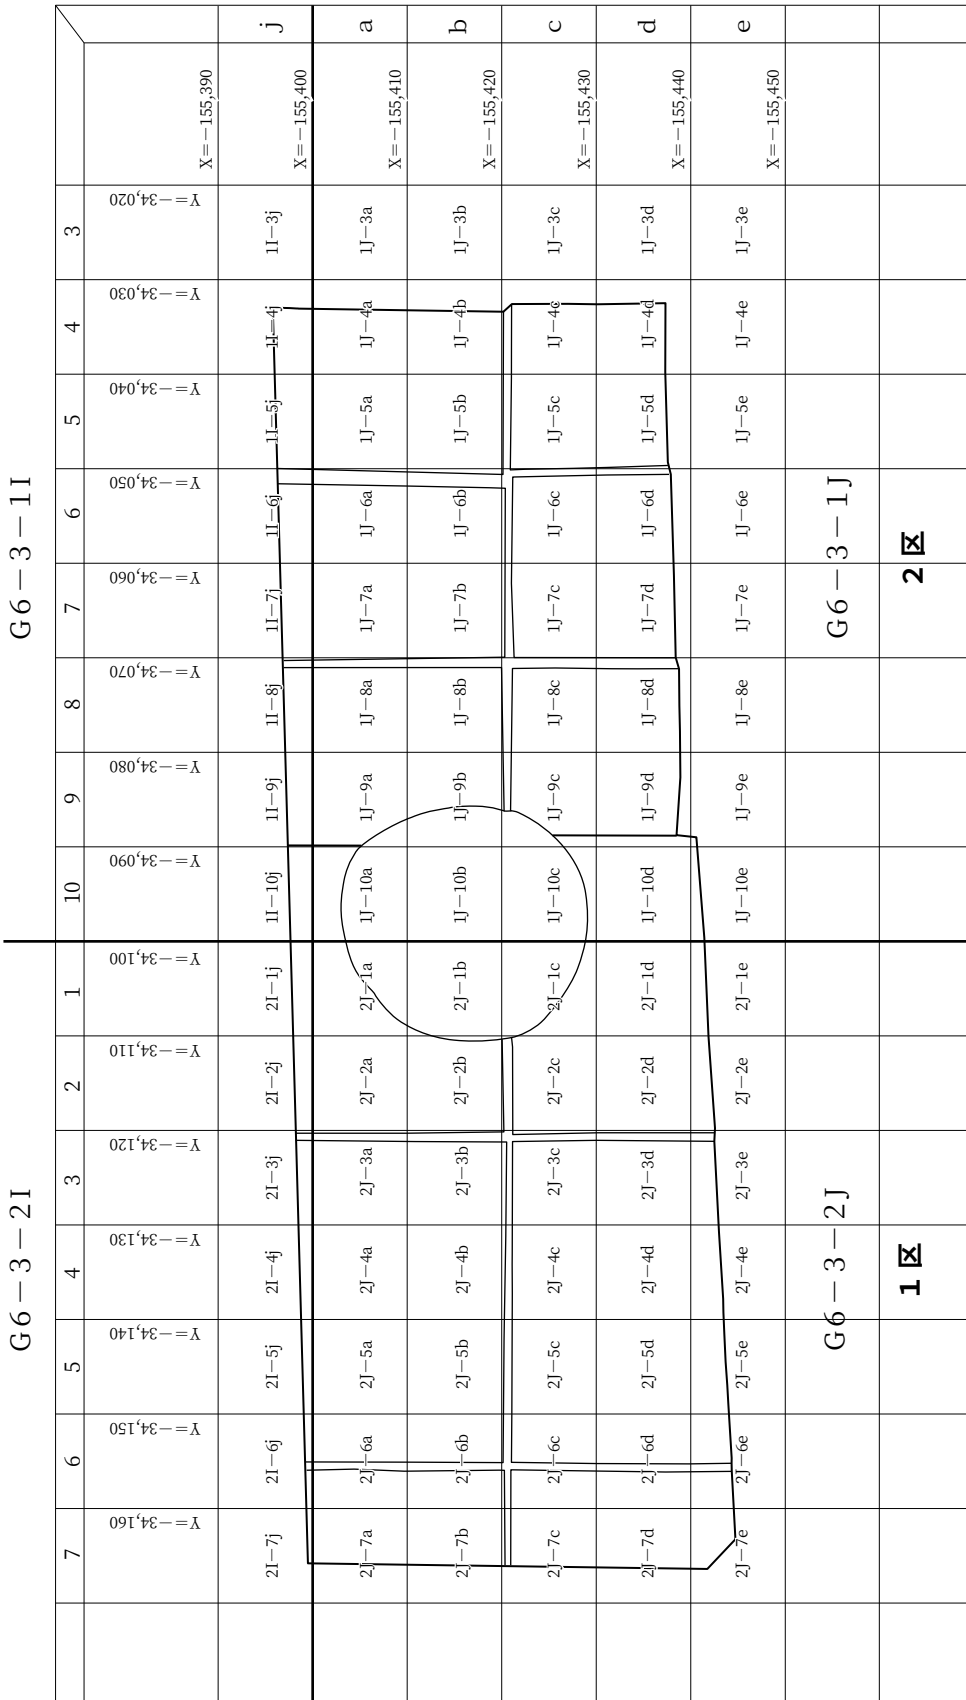 G6−3−2I G6−3−1I
7 6 5 4 3 2 1 10 9 8 7 6 5 4 3
Y=−34,160 Y=−34,150 Y=−34,140 Y=−34,130 Y=−34,120 Y=−34,110 Y=−34,100 Y=−34,090 Y=−34,080 Y=−34,070 Y=−34,060 Y=−34,050 Y=−34,040 Y=−34,030 Y=−34,020
X=−155,390
2I−7j 2I−6j 2I−5j 2I−4j 2I−3j 2I−2j 2I−1j 1I−10j 1I−9j 1I−8j 1I−7j 1I−6j 1I−5j 1I−4j 1I−3j j
X=−155,400
2J−7a 2J−6a 2J−5a 2J−4a 2J−3a 2J−2a 2J−1a 1J−10a 1J−9a 1J−8a 1J−7a 1J−6a 1J−5a 1J−4a 1J−3a a
X=−155,410
2J−7b 2J−6b 2J−5b 2J−4b 2J−3b 2J−2b 2J−1b 1J−10b 1J−9b 1J−8b 1J−7b 1J−6b 1J−5b 1J−4b 1J−3b b
X=−155,420
2J−7c 2J−6c 2J−5c 2J−4c 2J−3c 2J−2c 2J−1c 1J−10c 1J−9c 1J−8c 1J−7c 1J−6c 1J−5c 1J−4c 1J−3c c
X=−155,430
2J−7d 2J−6d 2J−5d 2J−4d 2J−3d 2J−2d 2J−1d 1J−10d 1J−9d 1J−8d 1J−7d 1J−6d 1J−5d 1J−4d 1J−3d d
X=−155,440
2J−7e 2J−6e 2J−5e 2J−4e 2J−3e 2J−2e 2J−1e 1J−10e 1J−9e 1J−8e 1J−7e 1J−6e 1J−5e 1J−4e 1J−3e e
X=−155,450
G6−3−2J G6−3−1J
1区 2区